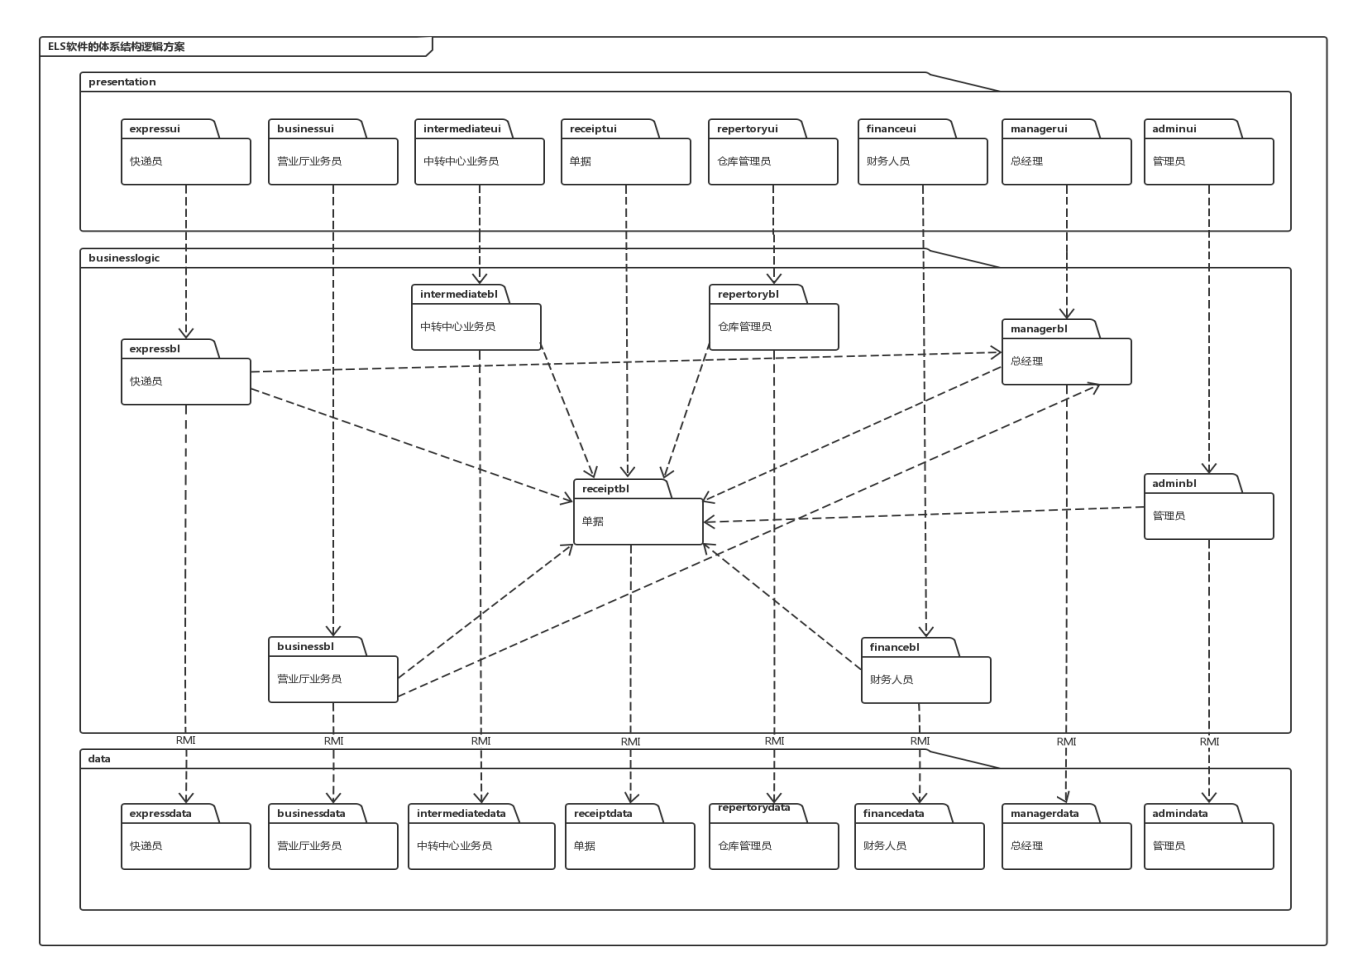 ELS软件的体系结构逻辑方案
presentation
expressui
快递员
businessui
营业厅业务员
intermediateui
中转中心业务员
receiptui
单据
repertoryui
仓库管理员
financeui
财务人员
managerui
总经理
adminui
管理员
businesslogic
intermediatebl
中转中心业务员
repertorybl
仓库管理员
managerbl
总经理
expressbl
快递员
receiptbl
单据
adminbl
管理员
businessbl
营业厅业务员
financebl
财务人员
RMI
RMI
RMI
RMI
RMI
RMI
RMI
RMI
data
expressdata
快递员
businessdata
营业厅业务员
intermediatedata
中转中心业务员
receiptdata
单据
repertorydata
仓库管理员
financedata
财务人员
managerdata
总经理
admindata
管理员